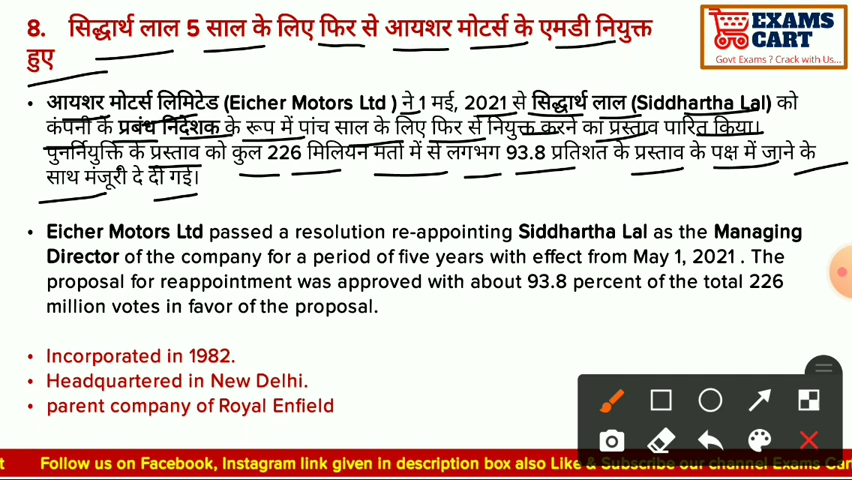 8. सिद्धार्थ लाल 5 साल के लिए फिर से आयशर मोटर्स के एमडी नियुक्त
हुए
EXAMS
CART
Govt Exams ? Crack with Us...
• आयशर मोटर्स लिमिटेड (Eicher Motors Ltd ) ने 1 मई, 2021 से सिद्धार्थ लाल (Siddhartha Lal) को
कंपनी के प्रबंध निदेशक के रूप में पांच साल के लिए फिर से नियुक्त करने का प्रस्ताव पारित किया।
पुनर्नियुक्ति के प्रस्ताव को कुल 226 मिलियन मतों में से लगभग 93.8 प्रतिशत के प्रस्ताव के पक्ष में जाने के
साथ मंजूरी दे दी गई।
• Eicher Motors Ltd passed a resolution re-appointing Siddhartha Lal as the Managing
Director of the company for a period of five years with effect from May 1, 2021 . The
proposal for reappointment was approved with about 93.8 percent of the total 226
million votes in favor of the proposal.
• Incorporated in 1982.
• Headquartered in New Delhi.
• parent company of Royal Enfield
t Follow us on Facebook, Instagram link given in description box also Like & Subscribe our channel Exams Car